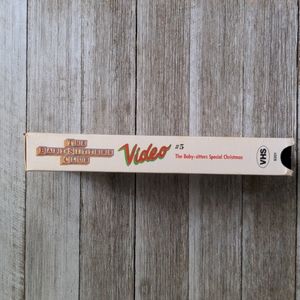 THE
BABY-SITTERS
CLUB
Video
#5
The Baby-sitters Special Christmas
VHS